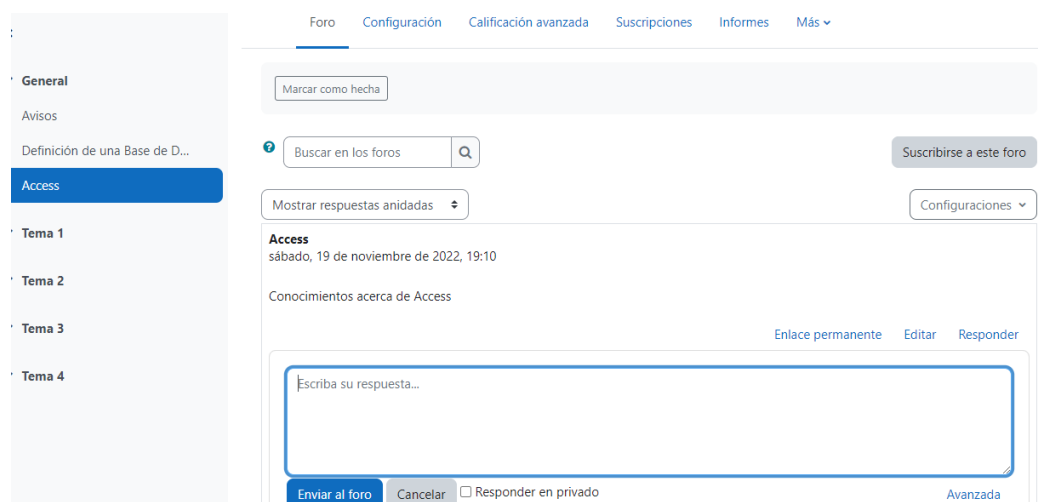 Foro Configuración Calificación avanzada Suscripciones Informes Más
General
Avisos
Definición de una Base de D...
Access
Tema 1
Tema 2
Tema 3
Tema 4
Marcar como hecha
Buscar en los foros
Suscribirse a este foro
Mostrar respuestas anidadas Configuraciones
Access
sábado, 19 de noviembre de 2022, 19:10
Conocimientos acerca de Access
Enlace permanente Editar Responder
Escriba su respuesta...
Enviar al foro Cancelar Responder en privado Avanzada